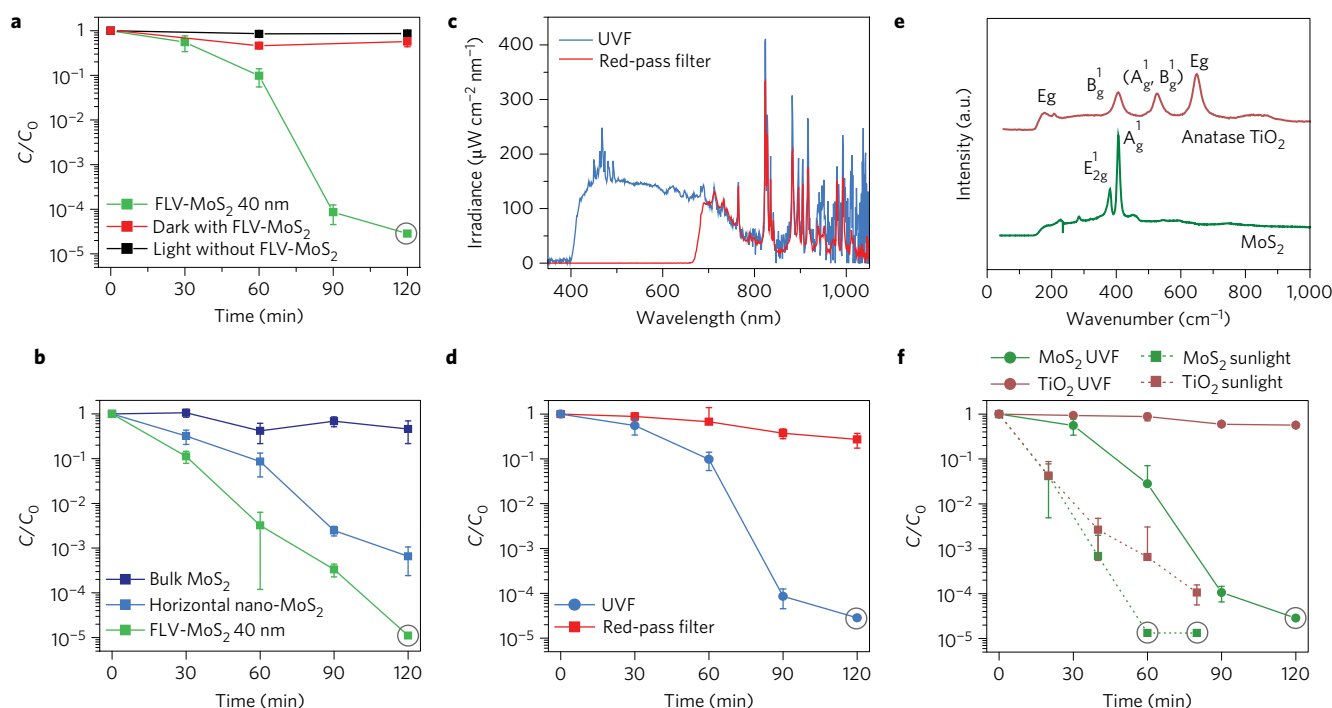 a
C/C₀
1
10⁻¹
10⁻²
10⁻³
10⁻⁴
10⁻⁵
FLV-MoS₂ 40 nm
Dark with FLV-MoS₂
Light without FLV-MoS₂
0 30 60 90 120
Time (min)
b
C/C₀
1
10⁻¹
10⁻²
10⁻³
10⁻⁴
10⁻⁵
Bulk MoS₂
Horizontal nano-MoS₂
FLV-MoS₂ 40 nm
0 30 60 90 120
Time (min)
c
Irradiance (μW cm⁻² nm⁻¹)
400
300
200
100
0
UVF
Red-pass filter
400 600 800 1,000
Wavelength (nm)
d
C/C₀
1
10⁻¹
10⁻²
10⁻³
10⁻⁴
10⁻⁵
UVF
Red-pass filter
0 30 60 90 120
Time (min)
e
Intensity (a.u.)
Eg
B¹g
(A¹g, B¹g)
Eg
Anatase TiO₂
E¹2g
A¹g
MoS₂
0 200 400 600 800 1,000
Wavenumber (cm⁻¹)
f
MoS₂ UVF
MoS₂ sunlight
TiO₂ UVF
TiO₂ sunlight
C/C₀
1
10⁻¹
10⁻²
10⁻³
10⁻⁴
10⁻⁵
0 30 60 90 120
Time (min)